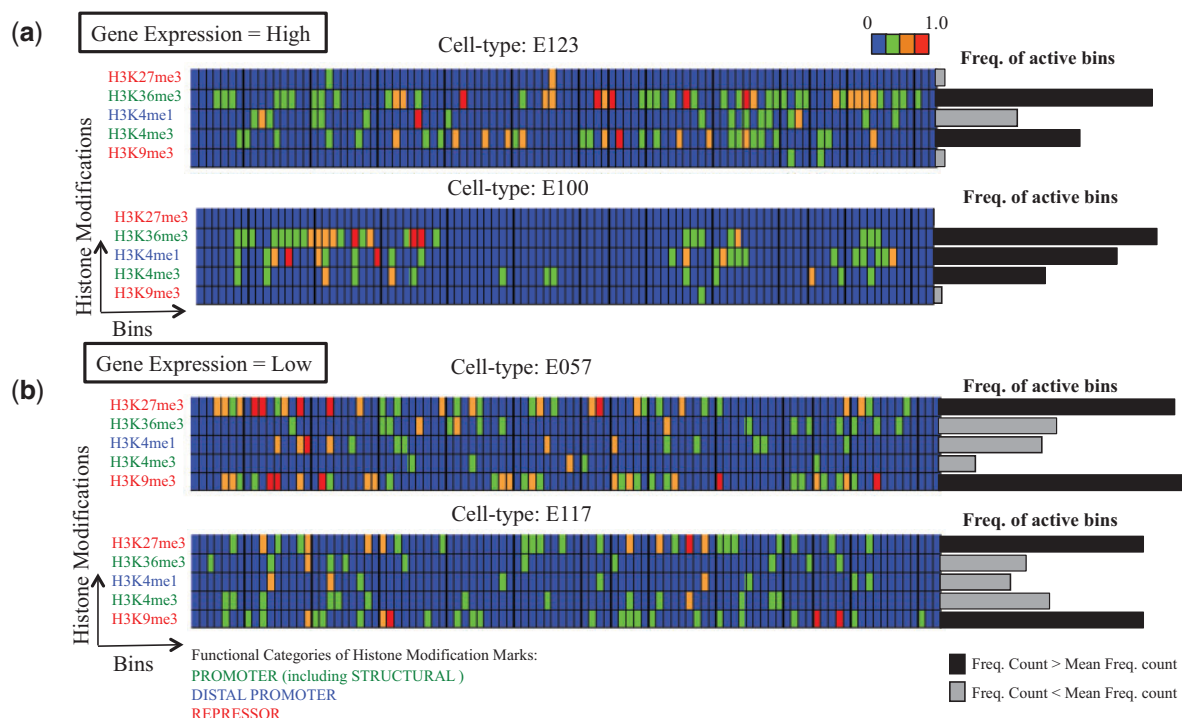 (a)
Gene Expression = High
Cell-type: E123
0 1.0
Freq. of active bins
H3K27me3
H3K36me3
H3K4me1
H3K4me3
H3K9me3
Cell-type: E100
Freq. of active bins
H3K27me3
H3K36me3
H3K4me1
H3K4me3
H3K9me3
Histone Modifications
Bins
(b)
Gene Expression = Low
Cell-type: E057
Freq. of active bins
H3K27me3
H3K36me3
H3K4me1
H3K4me3
H3K9me3
Cell-type: E117
Freq. of active bins
H3K27me3
H3K36me3
H3K4me1
H3K4me3
H3K9me3
Histone Modifications
Bins
Functional Categories of Histone Modification Marks:
PROMOTER (including STRUCTURAL )
DISTAL PROMOTER
REPRESSOR
Freq. Count > Mean Freq. count
Freq. Count < Mean Freq. count